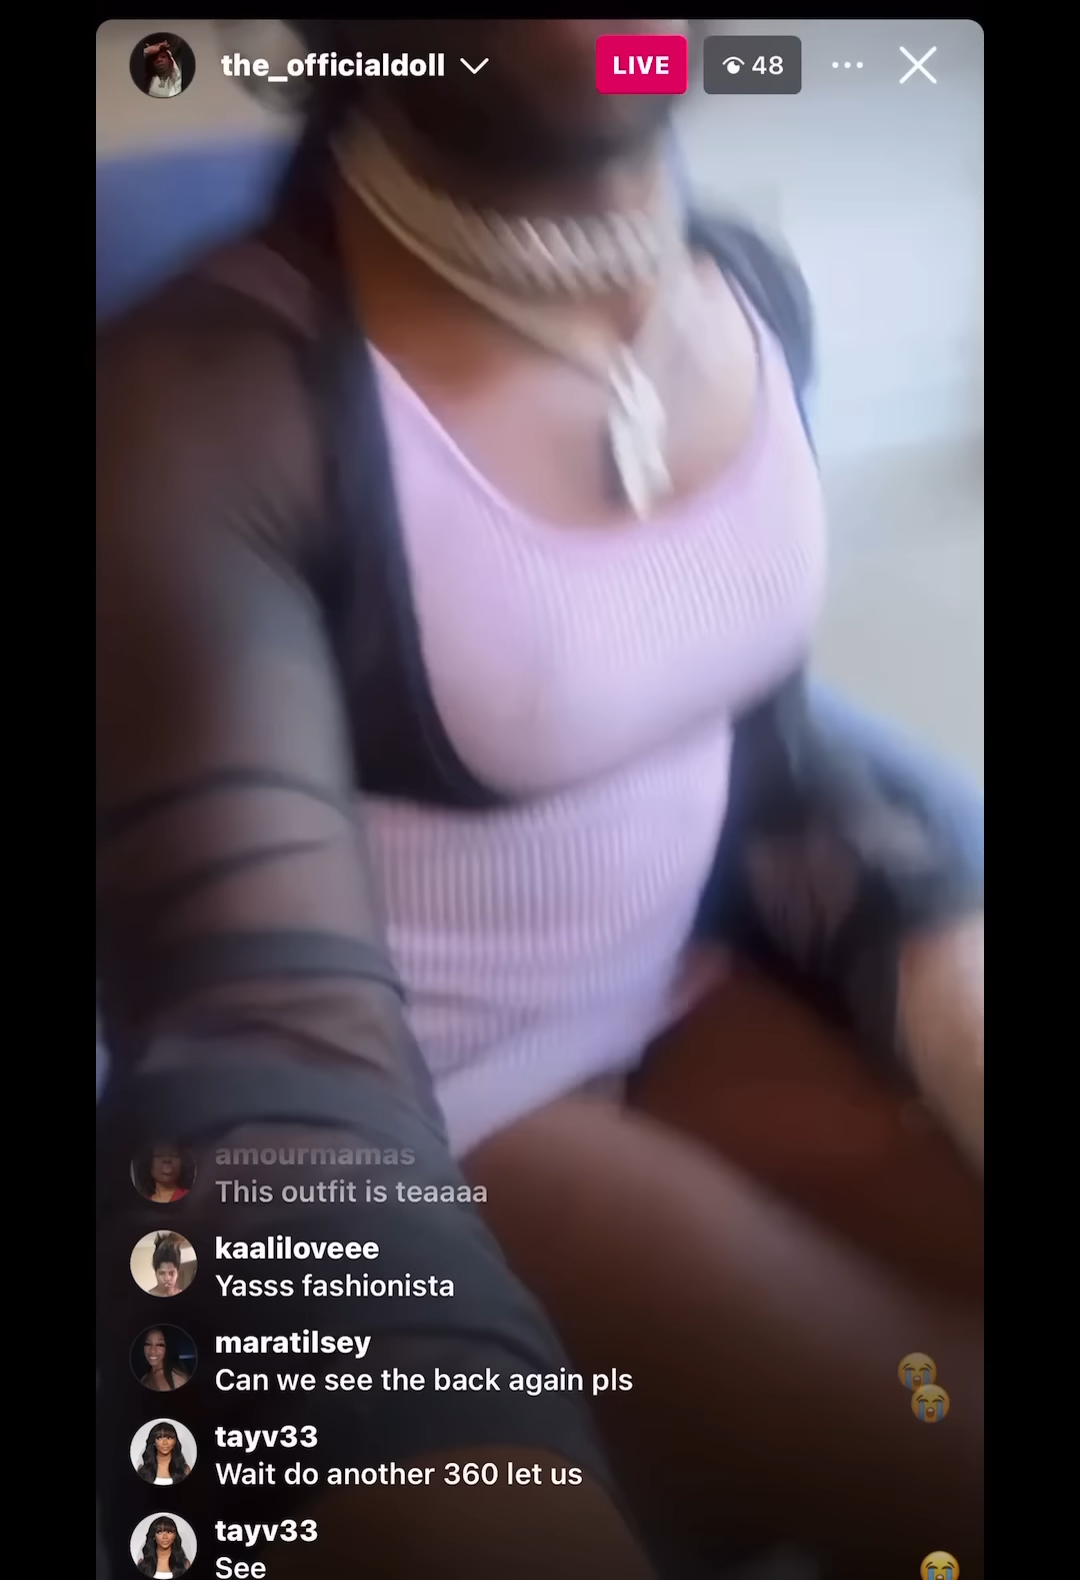 the_officialdoll
LIVE
48
amourmamas
This outfit is teaaaa
kaaliloveee
Yasss fashionista
maratilsey
Can we see the back again pls
tayv33
Wait do another 360 let us
tayv33
See